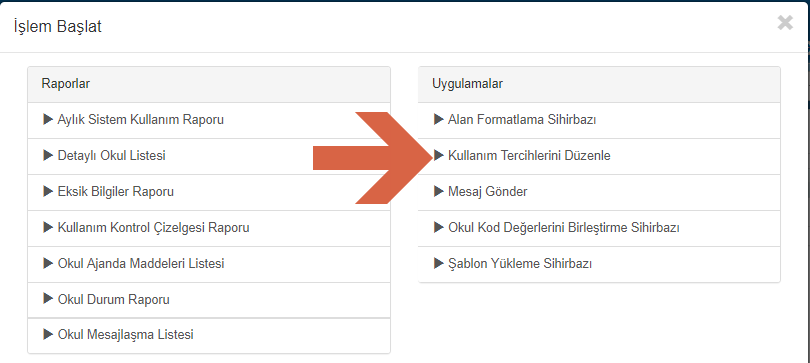 İşlem Başlat
Raporlar
Aylık Sistem Kullanım Raporu
Detaylı Okul Listesi
Eksik Bilgiler Raporu
Kullanım Kontrol Çizelgesi Raporu
Okul Ajanda Maddeleri Listesi
Okul Durum Raporu
Okul Mesajlaşma Listesi
Uygulamalar
Alan Formatlama Sihirbazı
Kullanım Tercihlerini Düzenle
Mesaj Gönder
Okul Kod Değerlerini Birleştirme Sihirbazı
Şablon Yükleme Sihirbazı